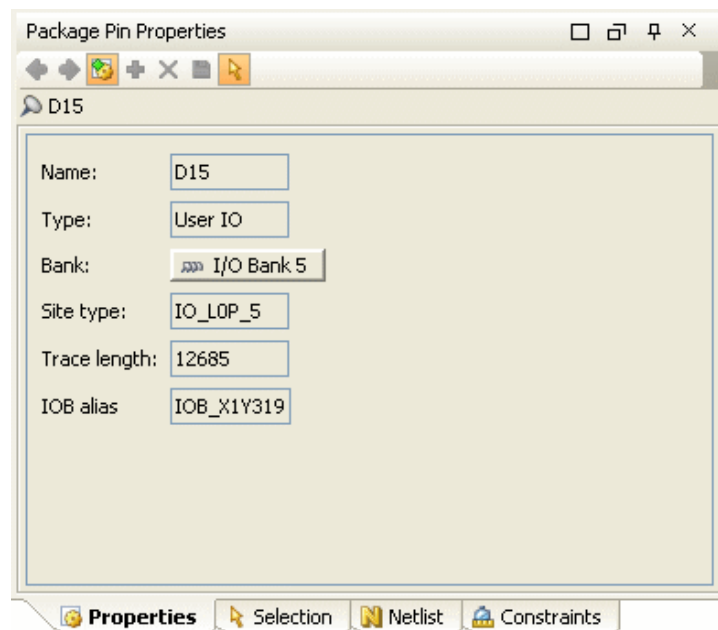 Package Pin Properties
D15
Name: D15
Type: User IO
Bank: I/O Bank 5
Site type: IO_L0P_5
Trace length: 12685
IOB alias IOB_X1Y319
Properties Selection Netlist Constraints